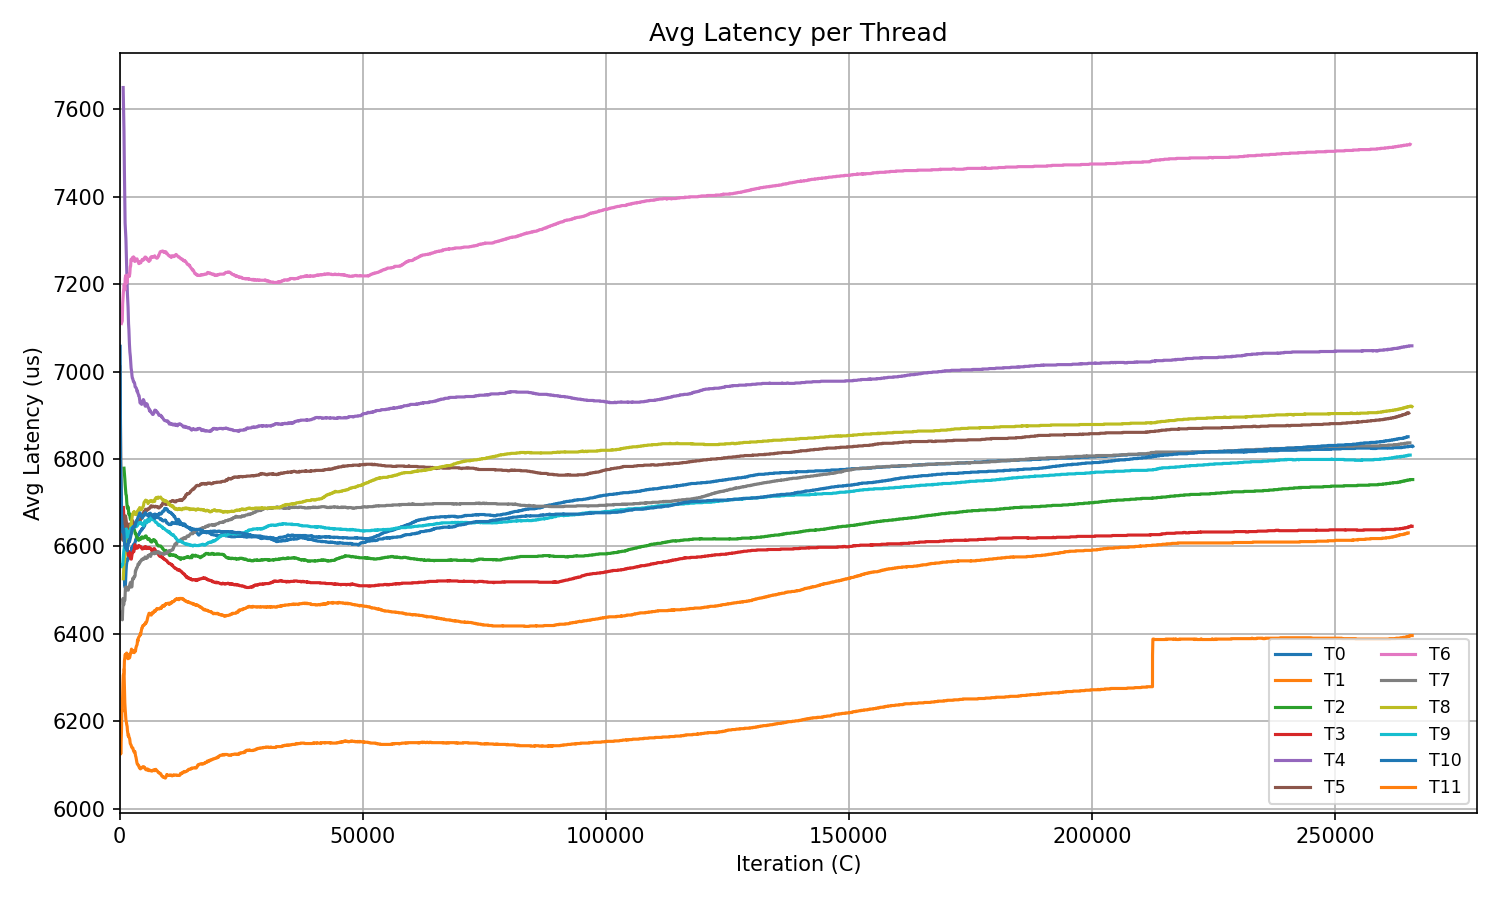 Avg Latency per Thread
Avg Latency (us)
7600
7400
7200
7000
6800
6600
6400
6200
6000
0 50000 100000 150000 200000 250000
Iteration (C)
T0 T6
T1 T7
T2 T8
T3 T9
T4 T10
T5 T11